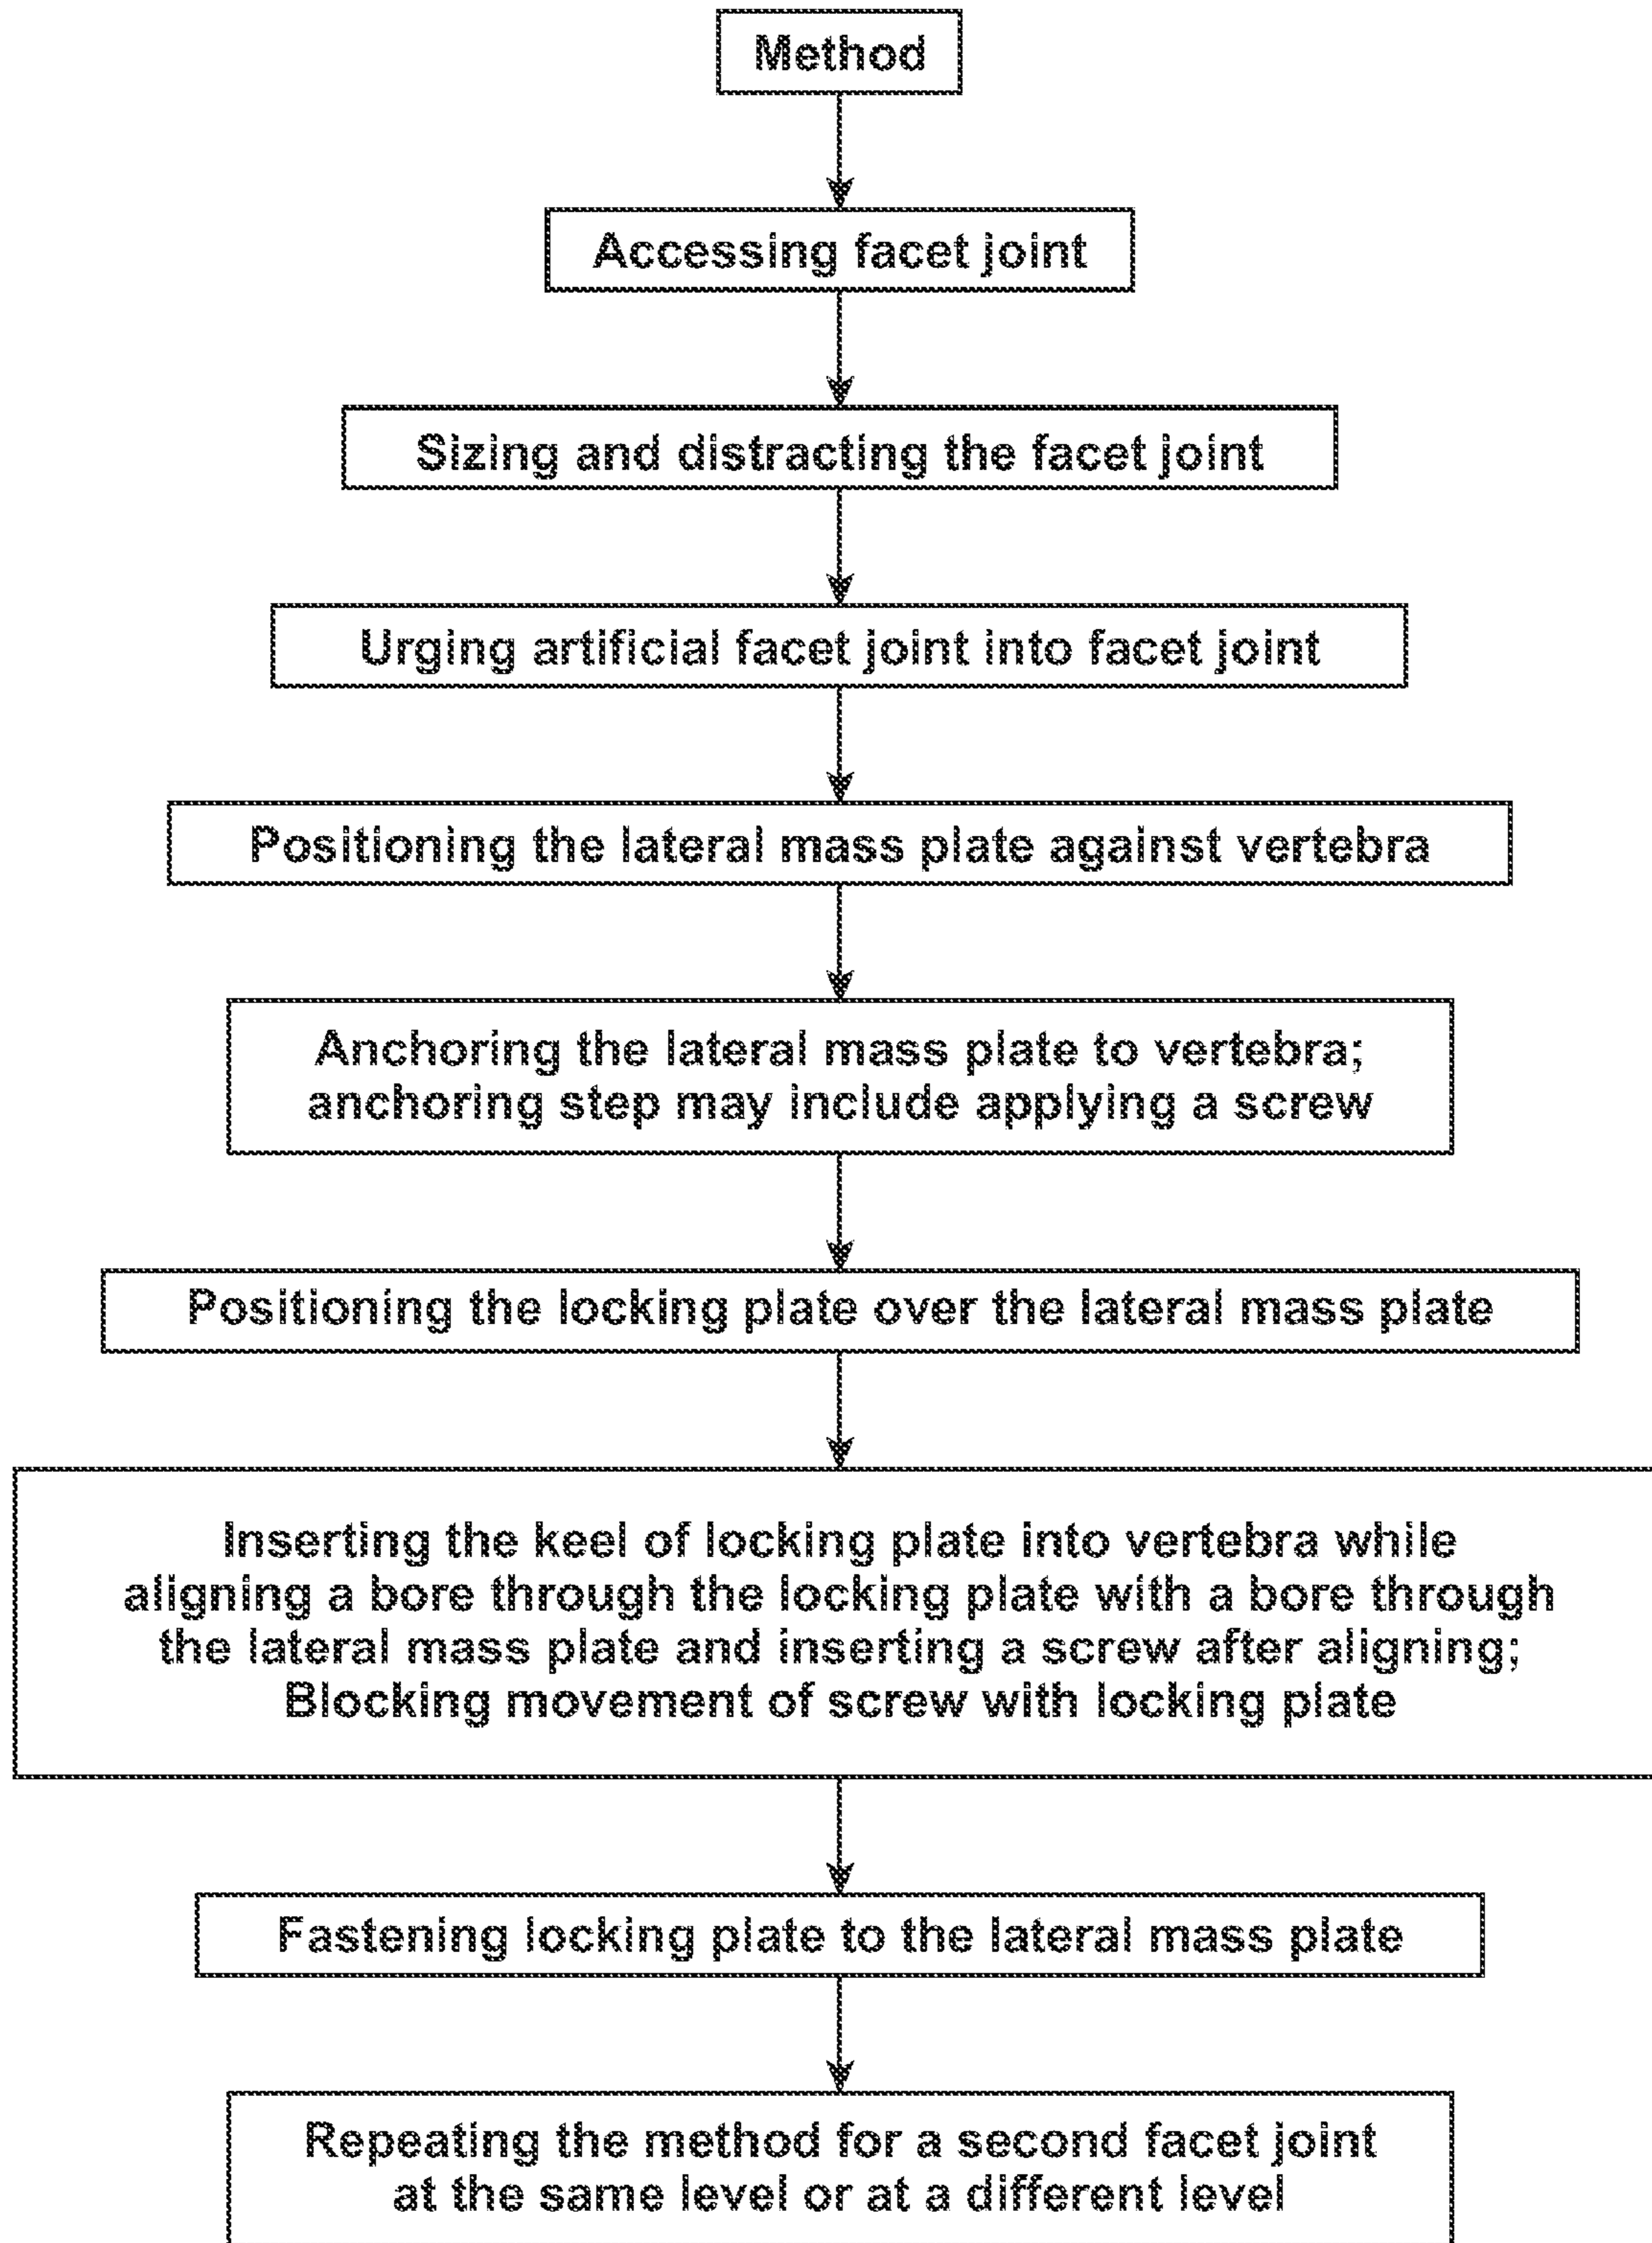 Method
Accessing facet joint
Sizing and distracting the facet joint
Urging artificial facet joint into facet joint
Positioning the lateral mass plate against vertebra
Anchoring the lateral mass plate to vertebra;
anchoring step may include applying a screw
Positioning the locking plate over the lateral mass plate
Inserting the keel of locking plate into vertebra while
aligning a bore through the locking plate with a bore through
the lateral mass plate and inserting a screw after aligning;
Blocking movement of screw with locking plate
Fastening locking plate to the lateral mass plate
Repeating the method for a second facet joint
at the same level or at a different level